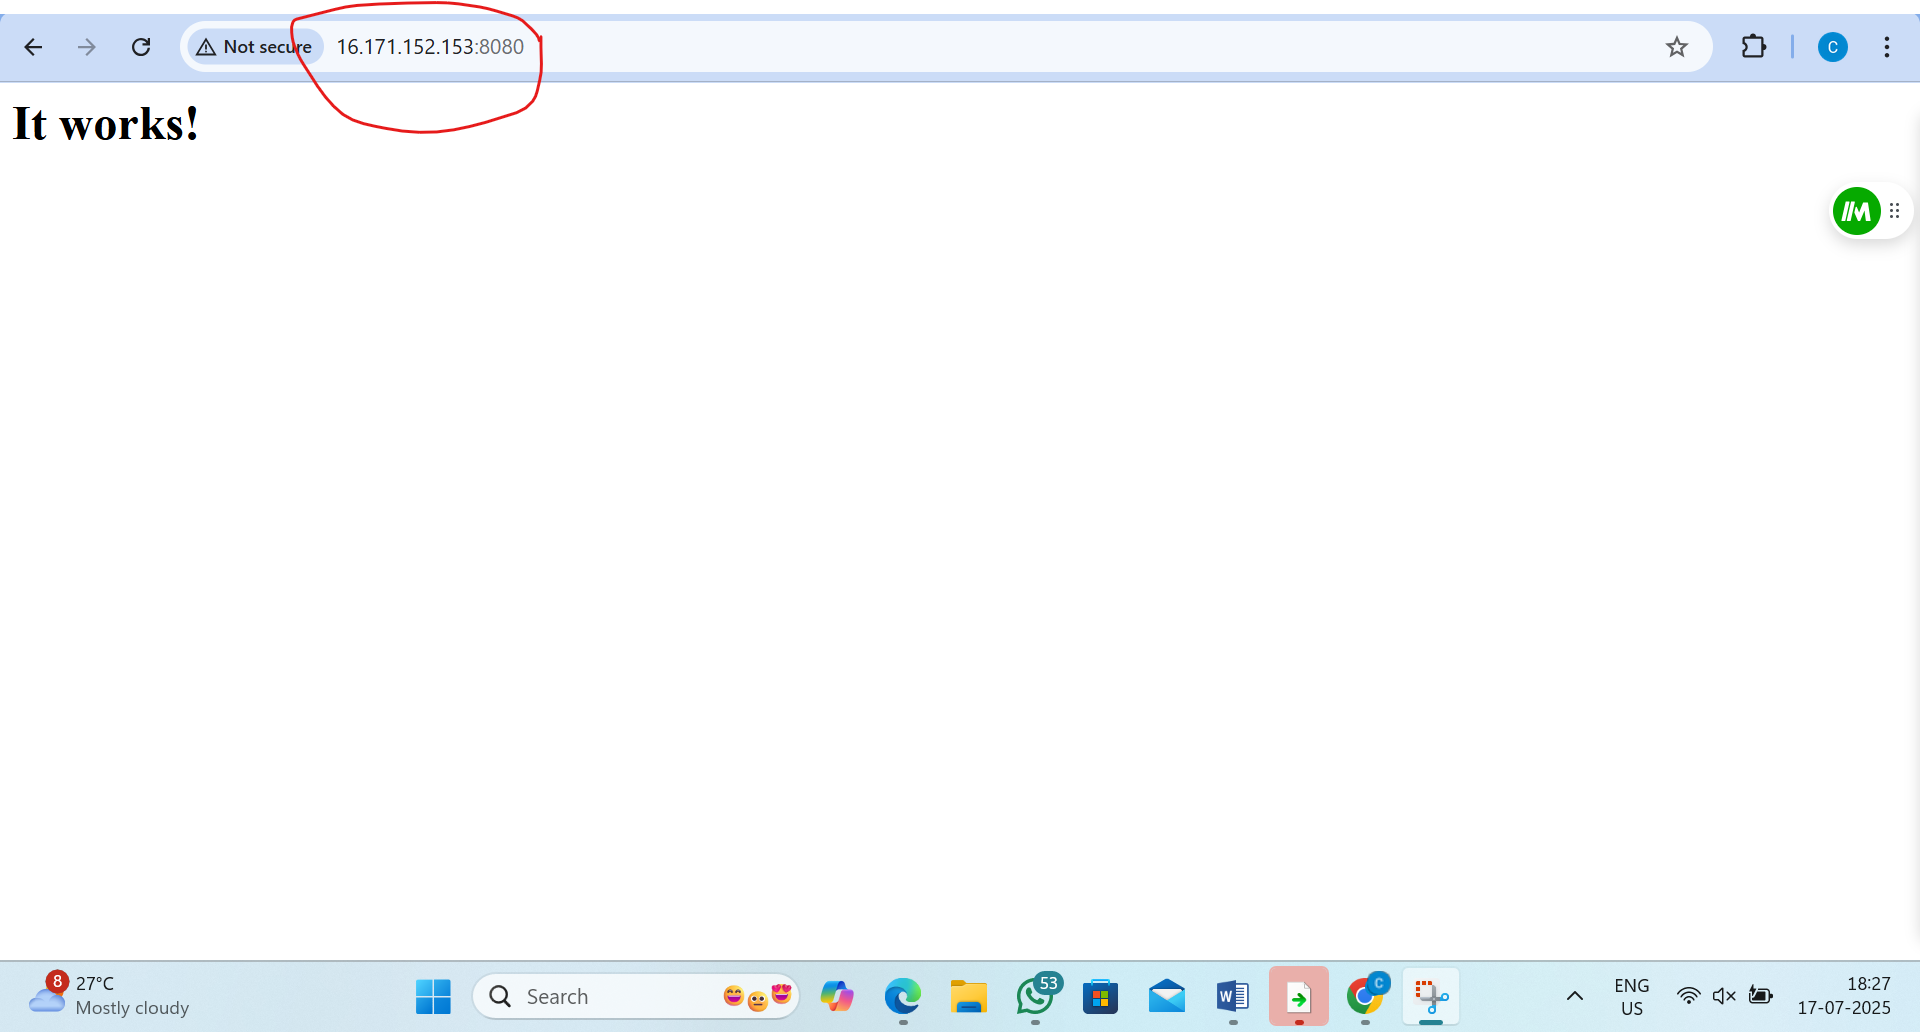 Not secure 16.171.152.153:8080 C
It works!
M
8 27°C
Mostly cloudy
Search
53
W
C
ENG
US
18:27
17-07-2025